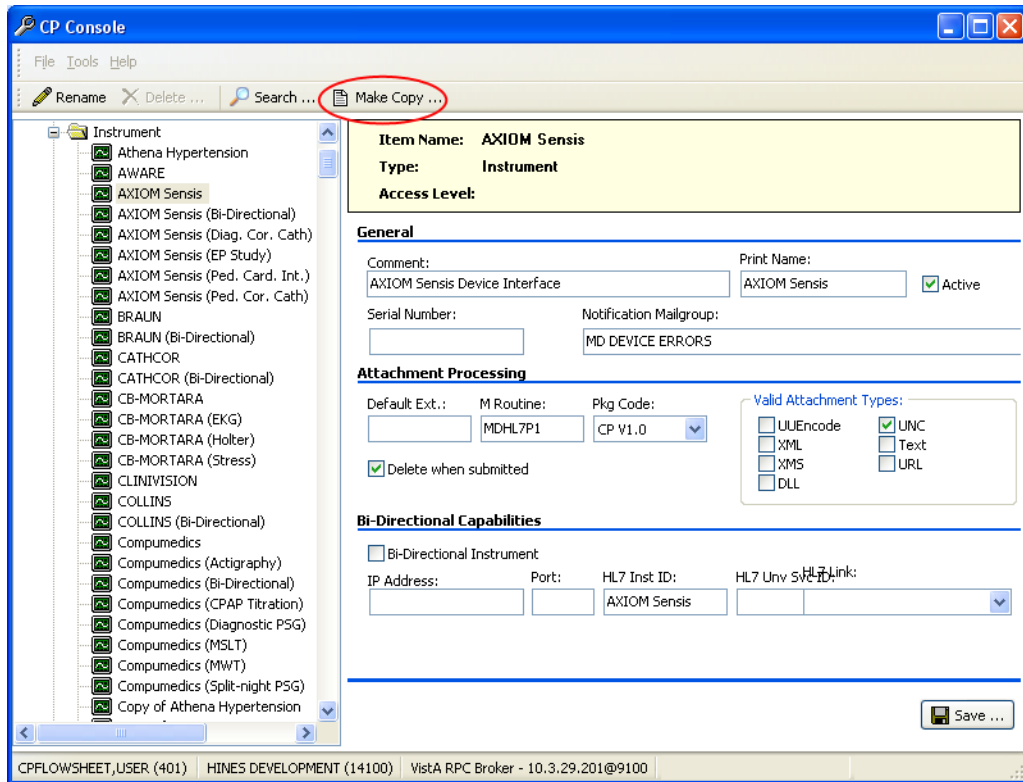 CP Console
File Tools Help
Rename Delete ... Search ... Make Copy ...
Instrument
Athena Hypertension
AWARE
AXIOM Sensis
AXIOM Sensis (Bi-Directional)
AXIOM Sensis (Diag. Cor. Cath)
AXIOM Sensis (EP Study)
AXIOM Sensis (Ped. Card. Int.)
AXIOM Sensis (Ped. Cor. Cath)
BRAUN
BRAUN (Bi-Directional)
CATHCOR
CATHCOR (Bi-Directional)
CB-MORTARA
CB-MORTARA (EKG)
CB-MORTARA (Holter)
CB-MORTARA (Stress)
CLINIVISION
COLLINS
COLLINS (Bi-Directional)
Compumedics
Compumedics (Actigraphy)
Compumedics (Bi-Directional)
Compumedics (CPAP Titration)
Compumedics (Diagnostic PSG)
Compumedics (MSLT)
Compumedics (MWT)
Compumedics (Split-night PSG)
Copy of Athena Hypertension
Item Name: AXIOM Sensis
Type: Instrument
Access Level:
General
Comment: Print Name:
AXIOM Sensis Device Interface AXIOM Sensis Active
Serial Number: Notification Mailgroup:
MD DEVICE ERRORS
Attachment Processing
Default Ext.: M Routine: Pkg Code:
MDHL7P1 CP V1.0
Delete when submitted
Valid Attachment Types:
UUEncode UNC
XML Text
XMS URL
DLL
Bi-Directional Capabilities
Bi-Directional Instrument
IP Address: Port: HL7 Inst ID: HL7 Unv Svc ID: HL7 Link:
AXIOM Sensis
Save ...
CPFLOWSHEET,USER (401) HINES DEVELOPMENT (14100) VistA RPC Broker - 10.3.29.201@9100